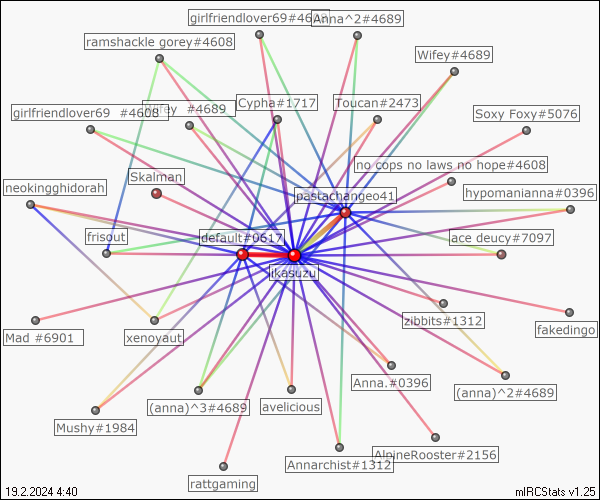 girlfriendlover69#4608
Anna^2#4689
ramshackle gorey#4608
Wifey#4689
girlfriendlover69 #4608
#4689
Cypha#1717
Toucan#2473
Soxy Foxy#5076
no cops no laws no hope#4608
Skalman
neokingghidorah
pastachangeo41
hypomanianna#0396
frisout
default#0617
ace deucy#7097
ikasuzu
zibbits#1312
fakedingo
Mad #6901
xenoyaut
Anna.#0396
(anna)^2#4689
(anna)^3#4689
avelicious
Mushy#1984
Annarchist#1312
AlpineRooster#2156
rattgaming
19.2.2024 4:40
mIRCStats v1.25